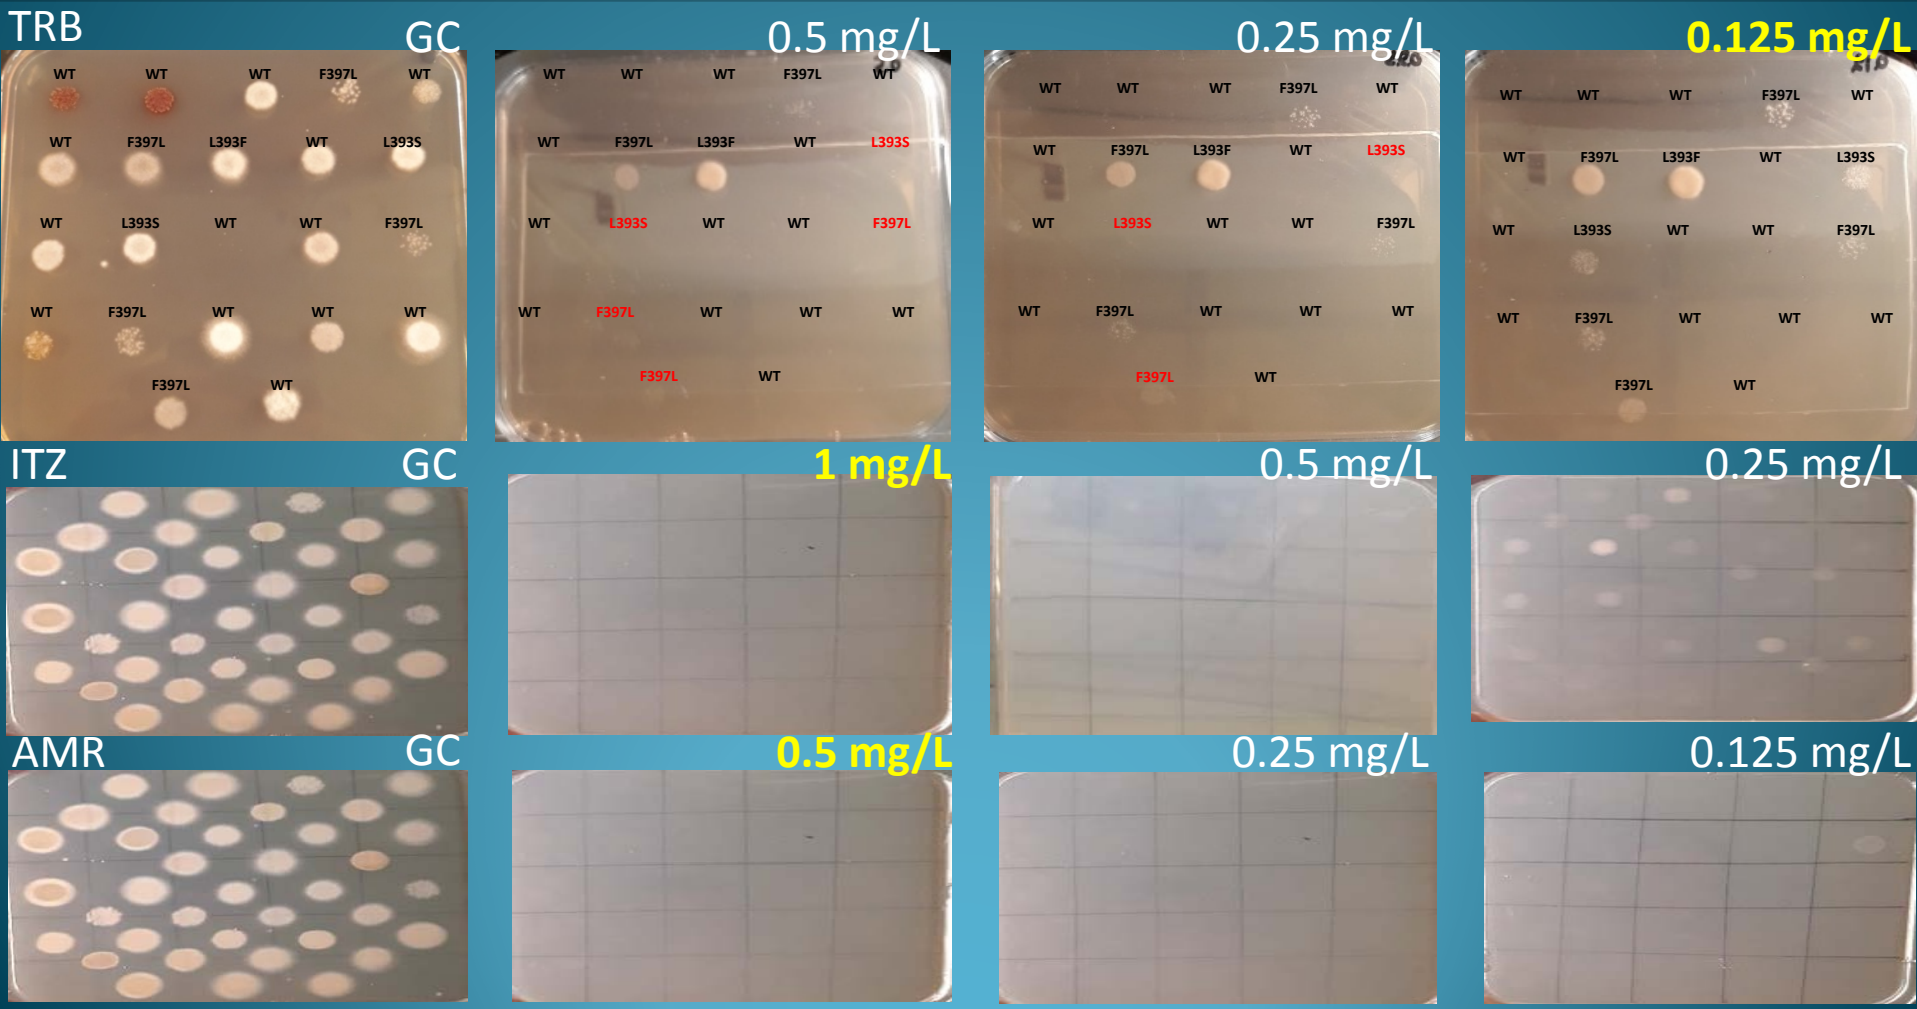 TRB GC 0.5 mg/L 0.25 mg/L 0.125 mg/L
WT WT WT F397L WT
WT F397L L393F WT L393S
WT L393S WT WT F397L
WT F397L WT WT WT
F397L WT
WT WT WT F397L WT
WT F397L L393F WT L393S
WT L393S WT WT F397L
WT F397L WT WT WT
F397L WT
WT WT WT F397L WT
WT F397L L393F WT L393S
WT L393S WT WT F397L
WT F397L WT WT WT
F397L WT
WT WT WT F397L WT
WT F397L L393F WT L393S
WT L393S WT WT F397L
WT F397L WT WT WT
F397L WT
ITZ GC 1 mg/L 0.5 mg/L 0.25 mg/L
AMR GC 0.5 mg/L 0.25 mg/L 0.125 mg/L